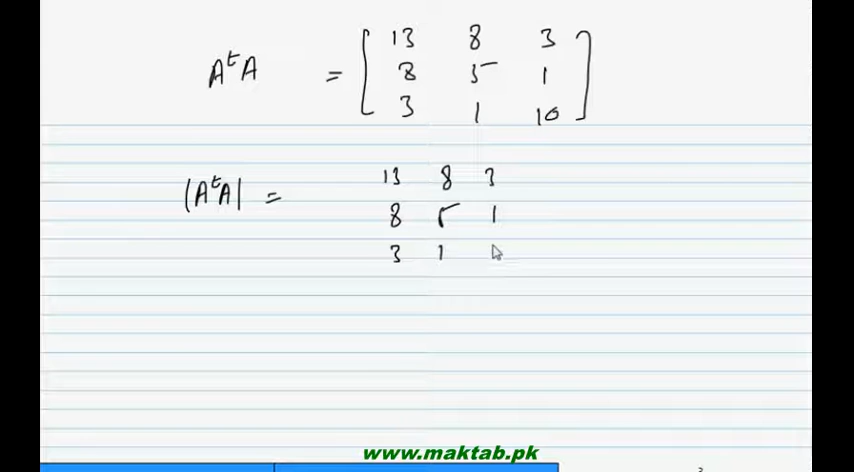 AᵗA = [ 13 8 3
8 5 1
3 1 10 ]
|AᵗA| = 13 8 3
8 5 1
3 1
www.maktab.pk